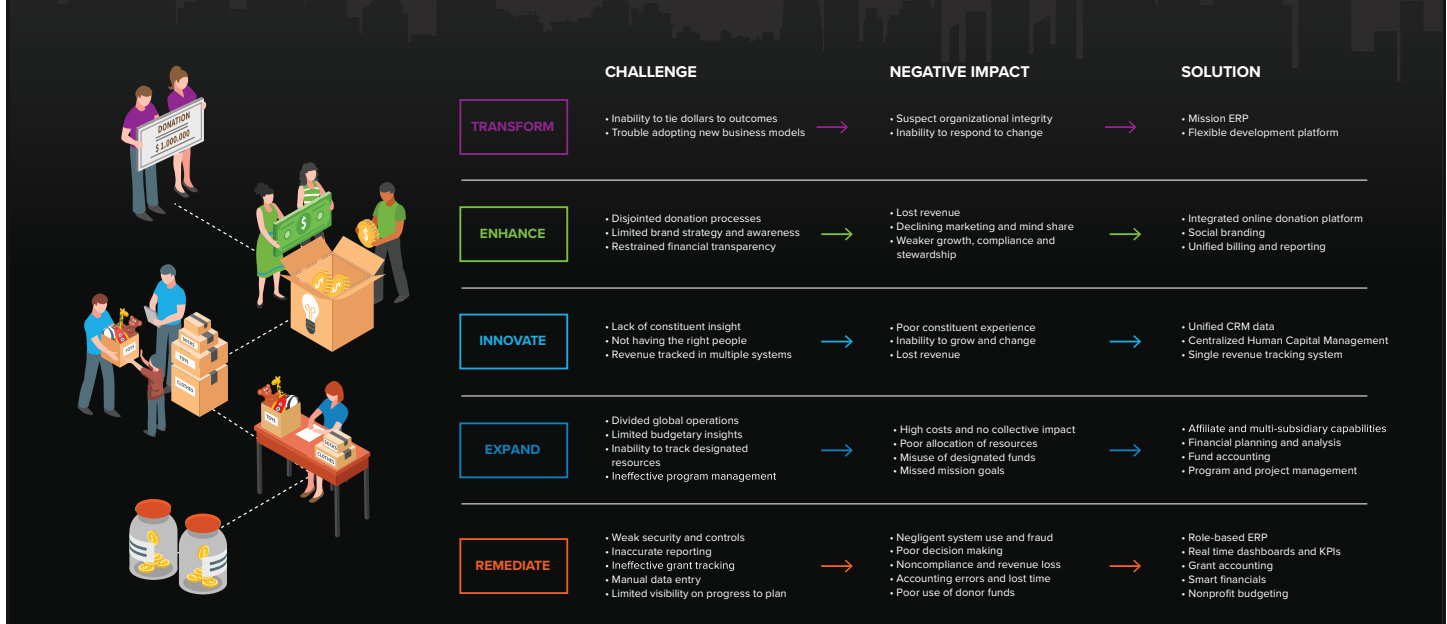 CHALLENGE
NEGATIVE IMPACT
SOLUTION
TRANSFORM
• Inability to tie dollars to outcomes
• Trouble adopting new business models
• Suspect organizational integrity
• Inability to respond to change
• Mission ERP
• Flexible development platform
ENHANCE
• Disjointed donation processes
• Limited brand strategy and awareness
• Restrained financial transparency
• Lost revenue
• Declining marketing and mind share
• Weaker growth, compliance and
stewardship
• Integrated online donation platform
• Social branding
• Unified billing and reporting
INNOVATE
• Lack of constituent insight
• Not having the right people
• Revenue tracked in multiple systems
• Poor constituent experience
• Inability to grow and change
• Lost revenue
• Unified CRM data
• Centralized Human Capital Management
• Single revenue tracking system
EXPAND
• Divided global operations
• Limited budgetary insights
• Inability to track designated
resources
• Ineffective program management
• High costs and no collective impact
• Poor allocation of resources
• Misuse of designated funds
• Missed mission goals
• Affiliate and multi-subsidiary capabilities
• Financial planning and analysis
• Fund accounting
• Program and project management
REMEDIATE
• Weak security and controls
• Inaccurate reporting
• Ineffective grant tracking
• Manual data entry
• Limited visibility on progress to plan
• Negligent system use and fraud
• Poor decision making
• Noncompliance and revenue loss
• Accounting errors and lost time
• Poor use of donor funds
• Role-based ERP
• Real time dashboards and KPIs
• Grant accounting
• Smart financials
• Nonprofit budgeting
DONATION
$ 1.000.000
$
$
$ $
TOYS
SOCKS
TOYS
CLOTHES
TOYS
SOCKS
CLOTHES